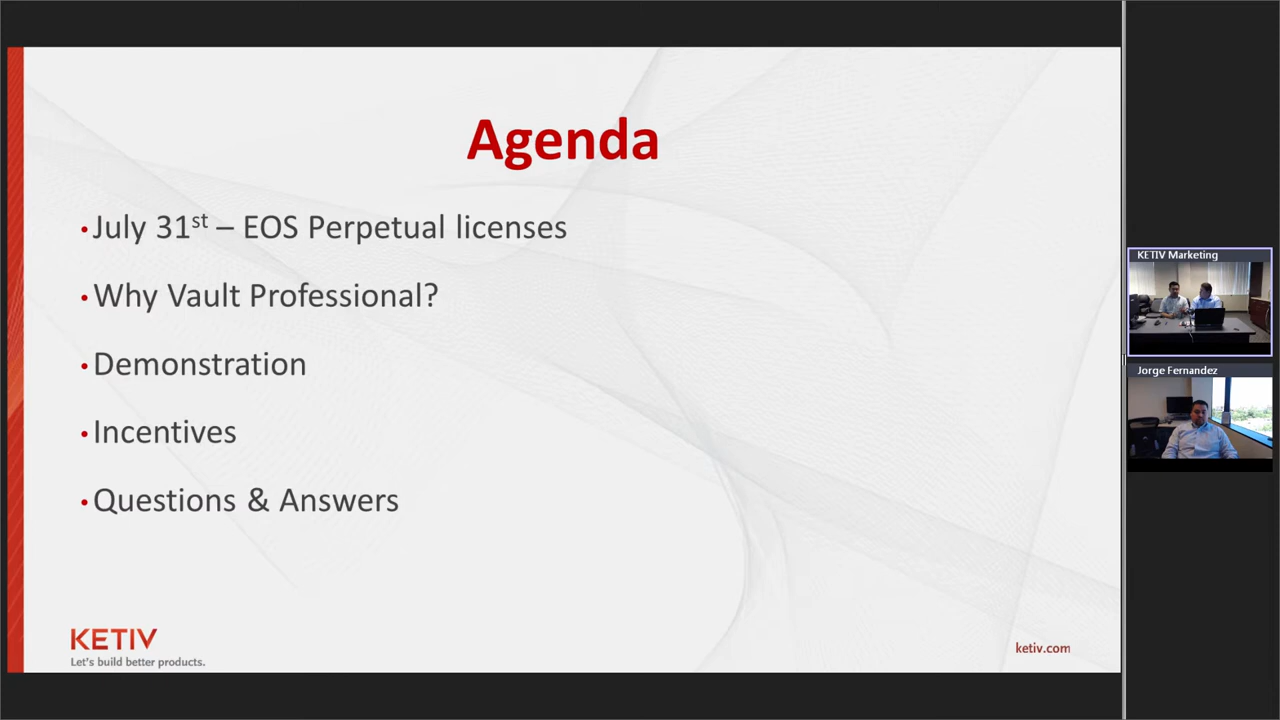 Agenda
• July 31st – EOS Perpetual licenses
• Why Vault Professional?
• Demonstration
• Incentives
• Questions & Answers
KETIV
Let's build better products.
ketiv.com
KETIV Marketing
Jorge Fernandez